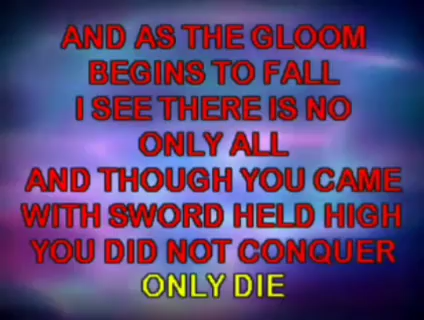 AND AS THE GLOOM
BEGINS TO FALL
I SEE THERE IS NO
ONLY ALL
AND THOUGH YOU CAME
WITH SWORD HELD HIGH
YOU DID NOT CONQUER
ONLY DIE